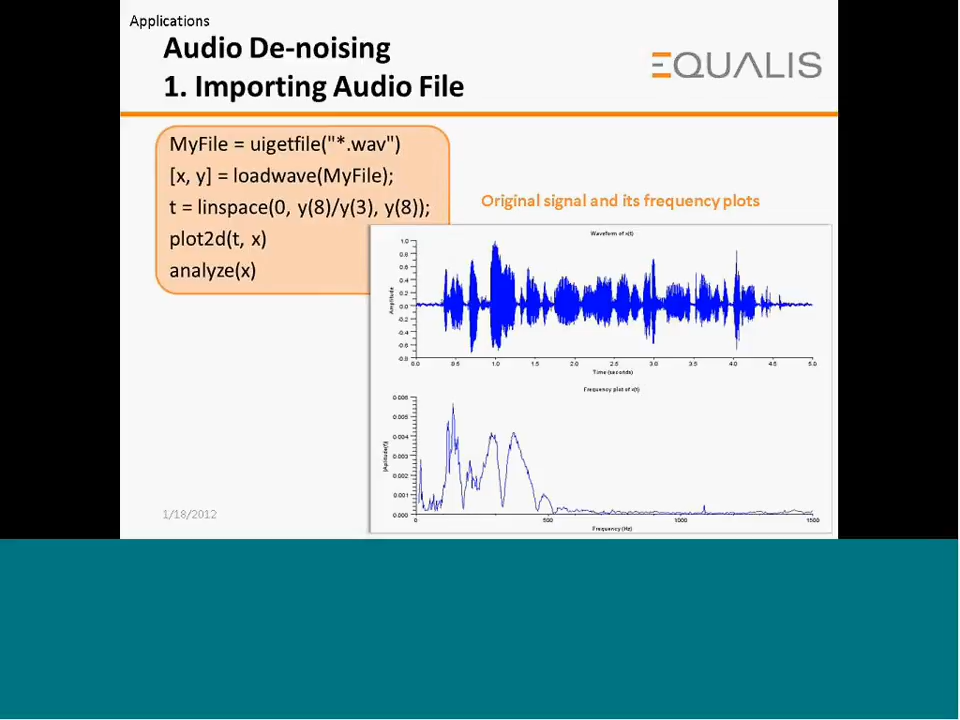 Applications
Audio De-noising
1. Importing Audio File
EQUALIS
MyFile = uigetfile("*.wav")
[x, y] = loadwave(MyFile);
t = linspace(0, y(8)/y(3), y(8));
plot2d(t, x)
analyze(x)
Original signal and its frequency plots
Waveform of x(t)
Amplitude
1.0
0.8
0.6
0.4
0.2
0.0
-0.2
-0.4
-0.6
-0.8
0.0 0.5 1.0 1.5 2.0 2.5 3.0 3.5 4.0 4.5 5.0
Time (seconds)
Frequency plot of x(t)
|Aplitude(f)|
0.006
0.005
0.004
0.003
0.002
0.001
0.000
0 500 1000 1500
Frequency (Hz)
1/18/2012